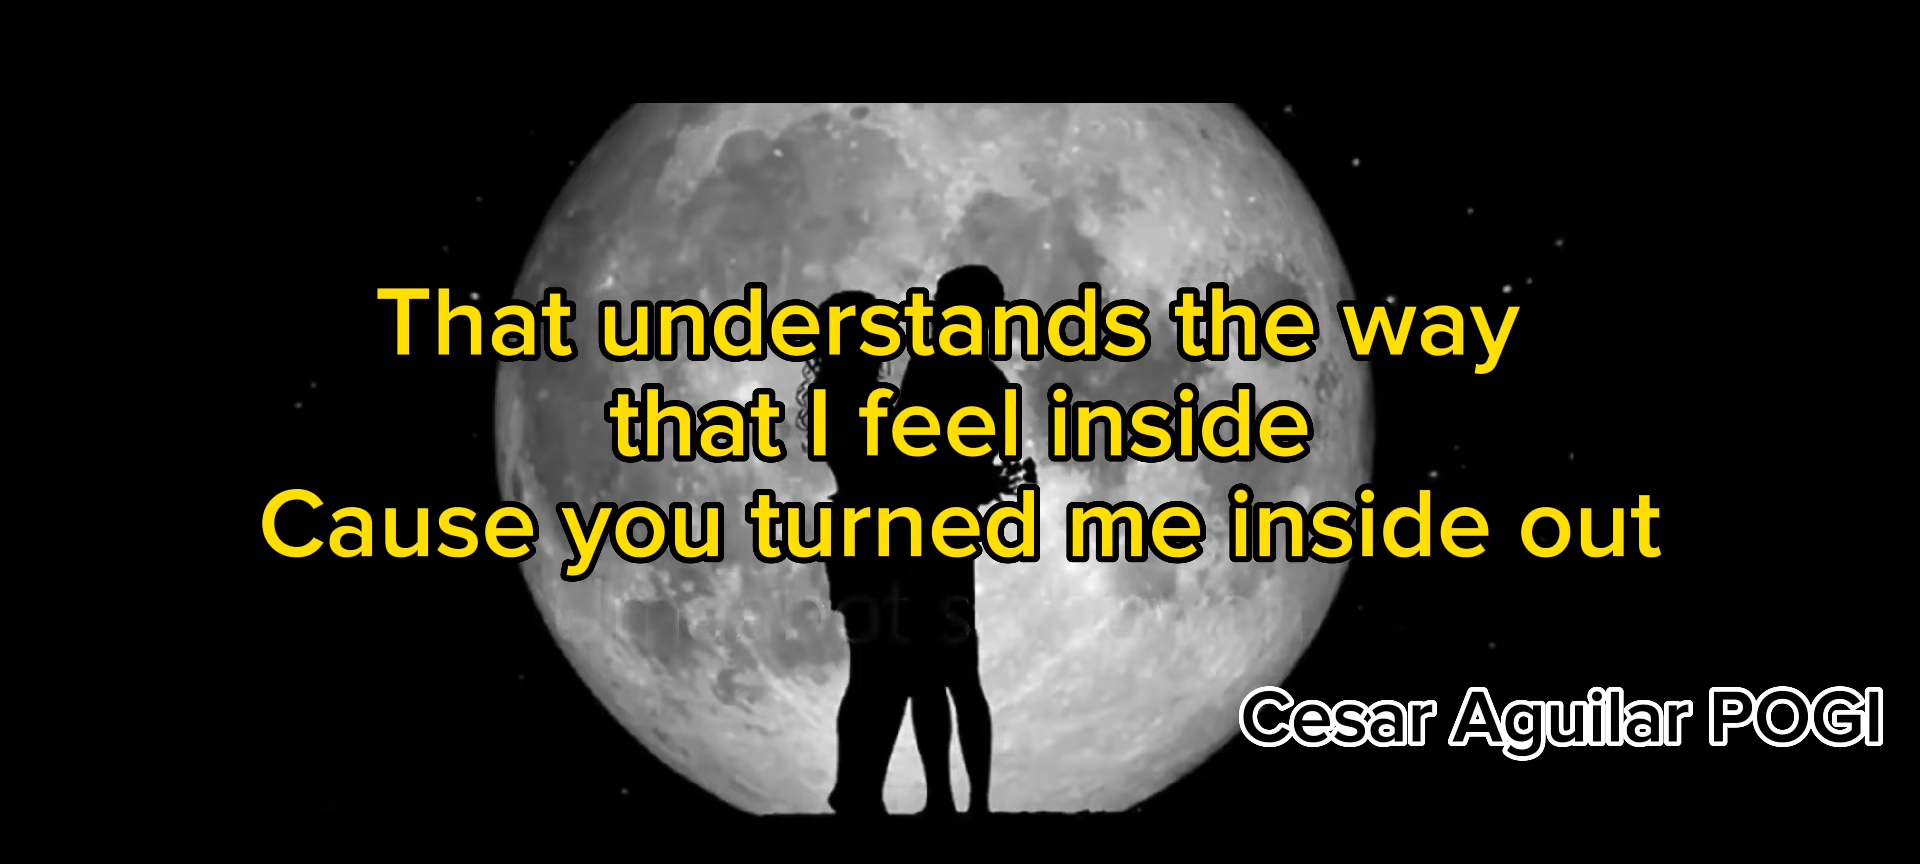 That understands the way
that I feel inside
Cause you turned me inside out
Cesar Aguilar POGI